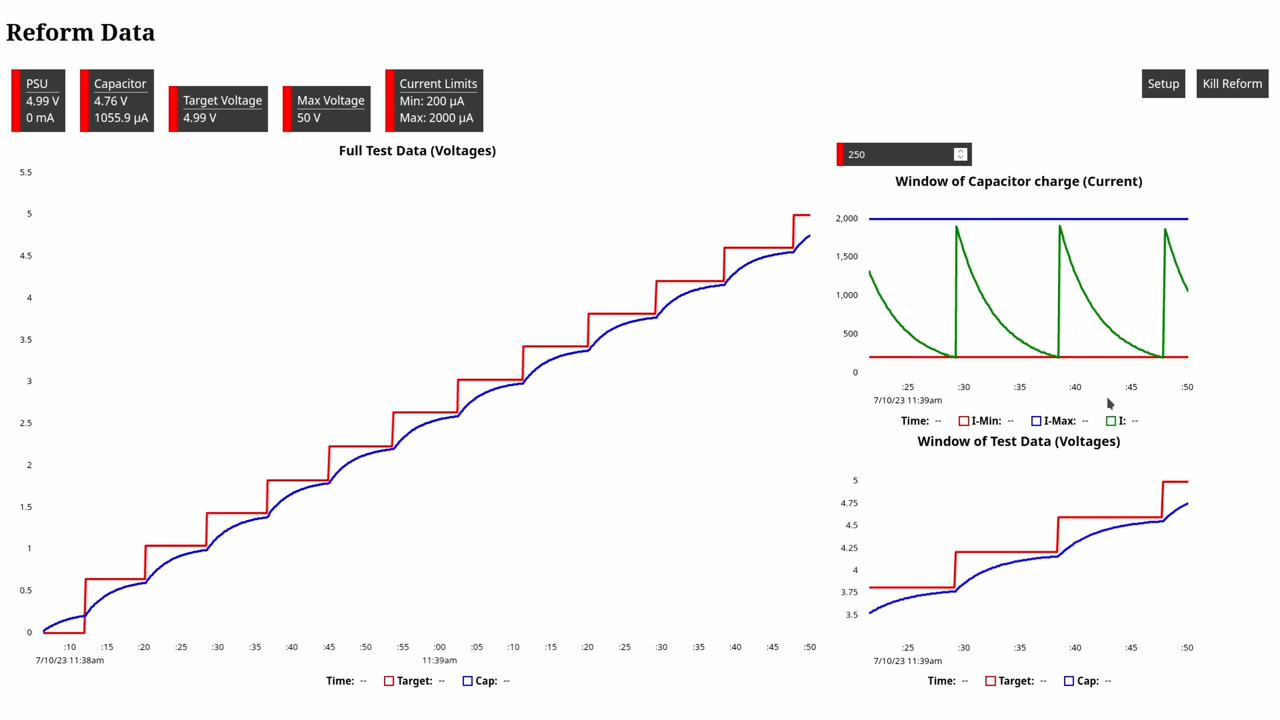 Reform Data
PSU
4.99 V
0 mA
Capacitor
4.76 V
1055.9 µA
Target Voltage
4.99 V
Max Voltage
50 V
Current Limits
Min: 200 µA
Max: 2000 µA
Setup
Kill Reform
Full Test Data (Voltages)
5.5
5
4.5
4
3.5
3
2.5
2
1.5
1
0.5
0
:10 :15 :20 :25 :30 :35 :40 :45 :50 :55 :00 :05 :10 :15 :20 :25 :30 :35 :40 :45 :50
7/10/23 11:38am 11:39am
Time: -- Target: -- Cap: --
250
Window of Capacitor charge (Current)
2,000
1,500
1,000
500
0
:25 :30 :35 :40 :45 :50
7/10/23 11:39am
Time: -- I-Min: -- I-Max: -- I: --
Window of Test Data (Voltages)
5
4.75
4.5
4.25
4
3.75
3.5
:25 :30 :35 :40 :45 :50
7/10/23 11:39am
Time: -- Target: -- Cap: --